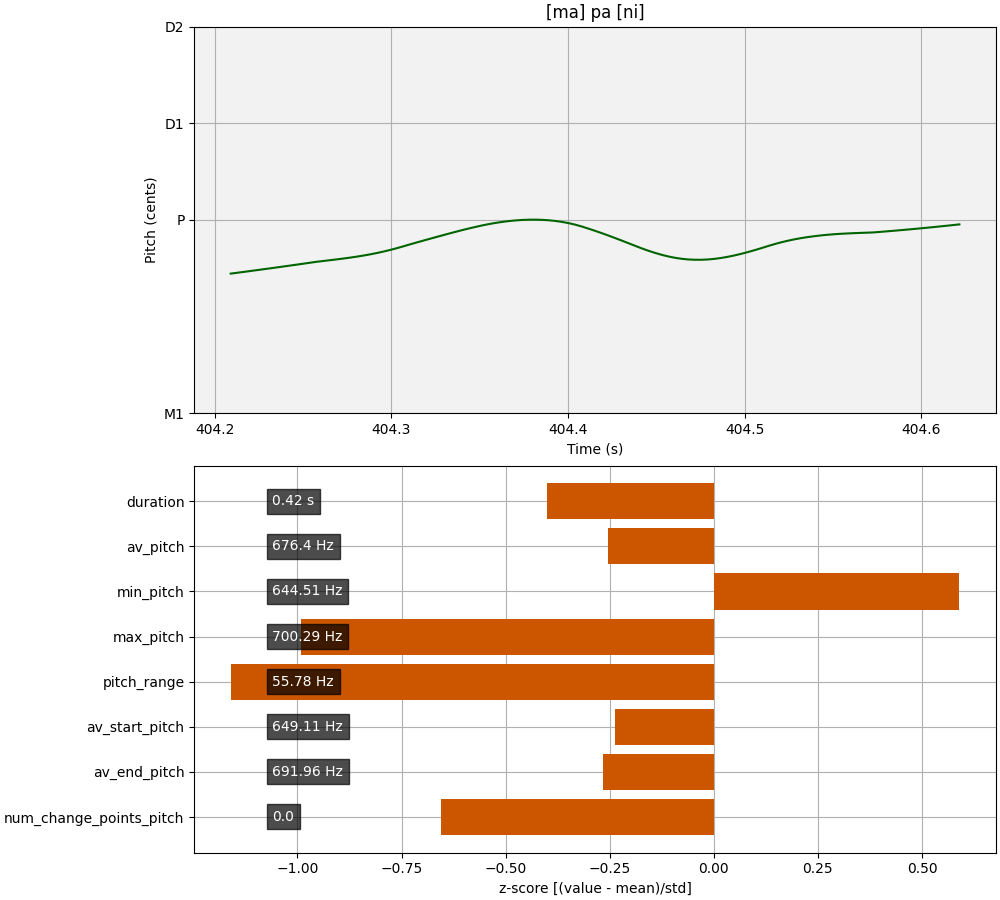 [ma] pa [ni]
D2
D1
P
M1
Pitch (cents)
404.2 404.3 404.4 404.5 404.6
Time (s)
duration 0.42 s
av_pitch 676.4 Hz
min_pitch 644.51 Hz
max_pitch 700.29 Hz
pitch_range 55.78 Hz
av_start_pitch 649.11 Hz
av_end_pitch 691.96 Hz
num_change_points_pitch 0.0
−1.00 −0.75 −0.50 −0.25 0.00 0.25 0.50
z-score [(value - mean)/std]